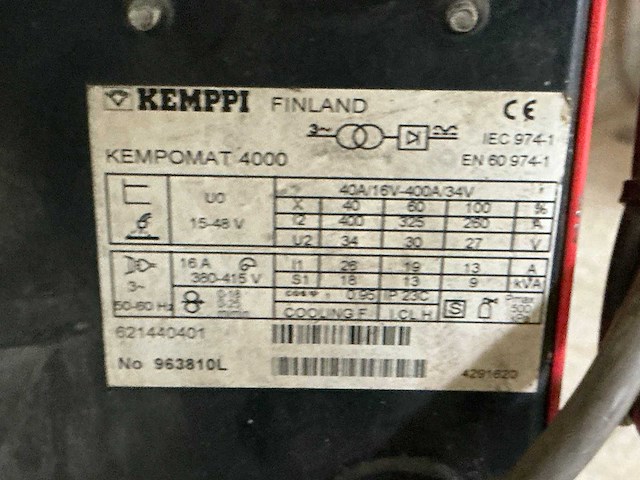 KEMPPI FINLAND CE
3~ IEC 974-1
KEMPOMAT 4000 EN 60 974-1
U0 40A/16V-400A/34V
X 40 60 100 %
15-48 V I2 400 325 260 A
U2 34 30 27 V
16 A I1 26 19 13 A
3~ 380-415 V S1 18 13 9 kVA
50-60 Hz 0.95 IP 23C S Pmax
COOLING F I.CL H
621440401
No 963810L 4291620